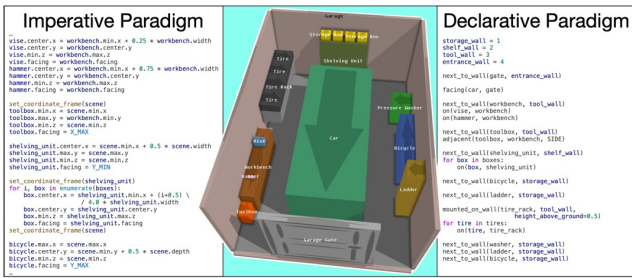 Imperative Paradigm
…
vise.center.x = workbench.min.x + 0.25 * workbench.width
vise.center.y = workbench.center.y
vise.min.z = workbench.max.z
vise.facing = workbench.facing
hammer.center.x = workbench.min.x + 0.75 * workbench.width
hammer.center.y = workbench.center.y
hammer.min.z = workbench.max.z
hammer.facing = workbench.facing
set_coordinate_frame(scene)
toolbox.min.x = scene.min.x
toolbox.max.y = workbench.min.y
toolbox.min.z = scene.min.z
toolbox.facing = X_MAX
shelving_unit.center.x = scene.min.x + 0.5 * scene.width
shelving_unit.max.y = scene.max.y
shelving_unit.min.z = scene.min.z
shelving_unit.facing = Y_MIN
set_coordinate_frame(shelving_unit)
for i, box in enumerate(boxes):
box.center.x = shelving_unit.min.x + (i+0.5) \
/ 4.0 * shelving_unit.width
box.center.y = shelving_unit.center.y
box.min.z = shelving_unit.max.z
box.facing = shelving_unit.facing
set_coordinate_frame(scene)
bicycle.max.x = scene.max.x
bicycle.center.y = scene.min.y + 0.5 * scene.depth
bicycle.min.z = scene.min.z
bicycle.facing = Y_MAX
…
Garage
Storage Box
Storage Box
Shelving Unit
Tire
Tire
Tire Rack
Tire
Pressure Washer
Car
Vise
Bicycle
Workbench
Hammer
Ladder
Toolbox
Garage Gate
Declarative Paradigm
storage_wall = 1
shelf_wall = 2
tool_wall = 3
entrance_wall = 4
next_to_wall(gate, entrance_wall)
facing(car, gate)
next_to_wall(workbench, tool_wall)
on(vise, workbench)
on(hammer, workbench)
next_to_wall(toolbox, tool_wall)
adjacent(toolbox, workbench, SIDE)
next_to_wall(shelving_unit, shelf_wall)
for box in boxes:
on(box, shelving_unit)
next_to_wall(bicycle, storage_wall)
next_to_wall(ladder, storage_wall)
mounted_on_wall(tire_rack, tool_wall,
height_above_ground=0.5)
for tire in tires:
on(tire, tire_rack)
next_to_wall(washer, storage_wall)
next_to_wall(ladder, storage_wall)
next_to_wall(bicycle, storage_wall)